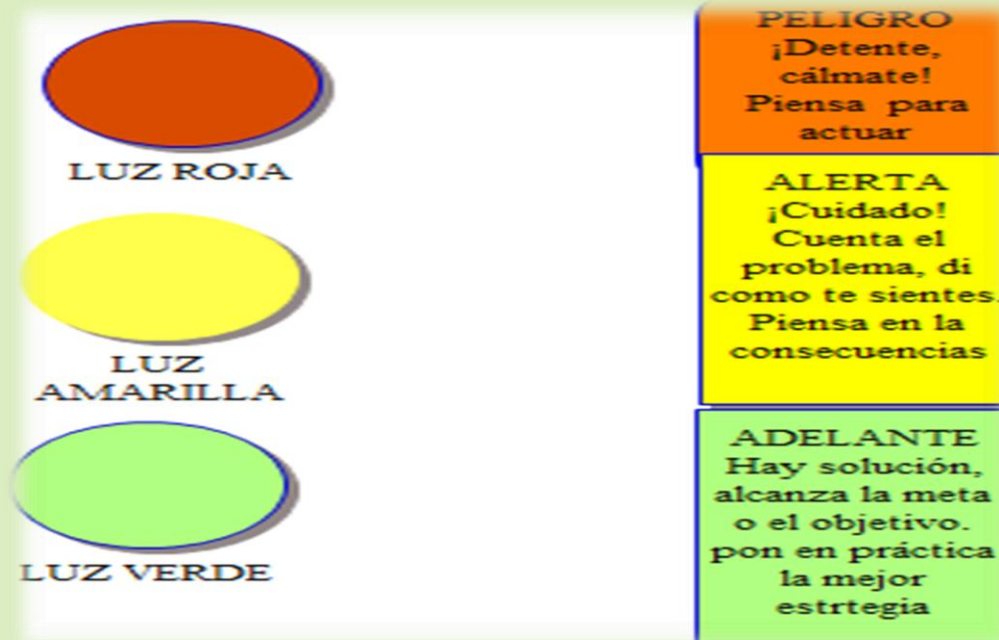 LUZ ROJA
LUZ
AMARILLA
LUZ VERDE
PELIGRO
¡Detente,
cálmate!
Piensa para
actuar
ALERTA
¡Cuidado!
Cuenta el
problema, di
como te sientes.
Piensa en la
consecuencias
ADELANTE
Hay solución,
alcanza la meta
o el objetivo.
pon en práctica
la mejor
estrtegia